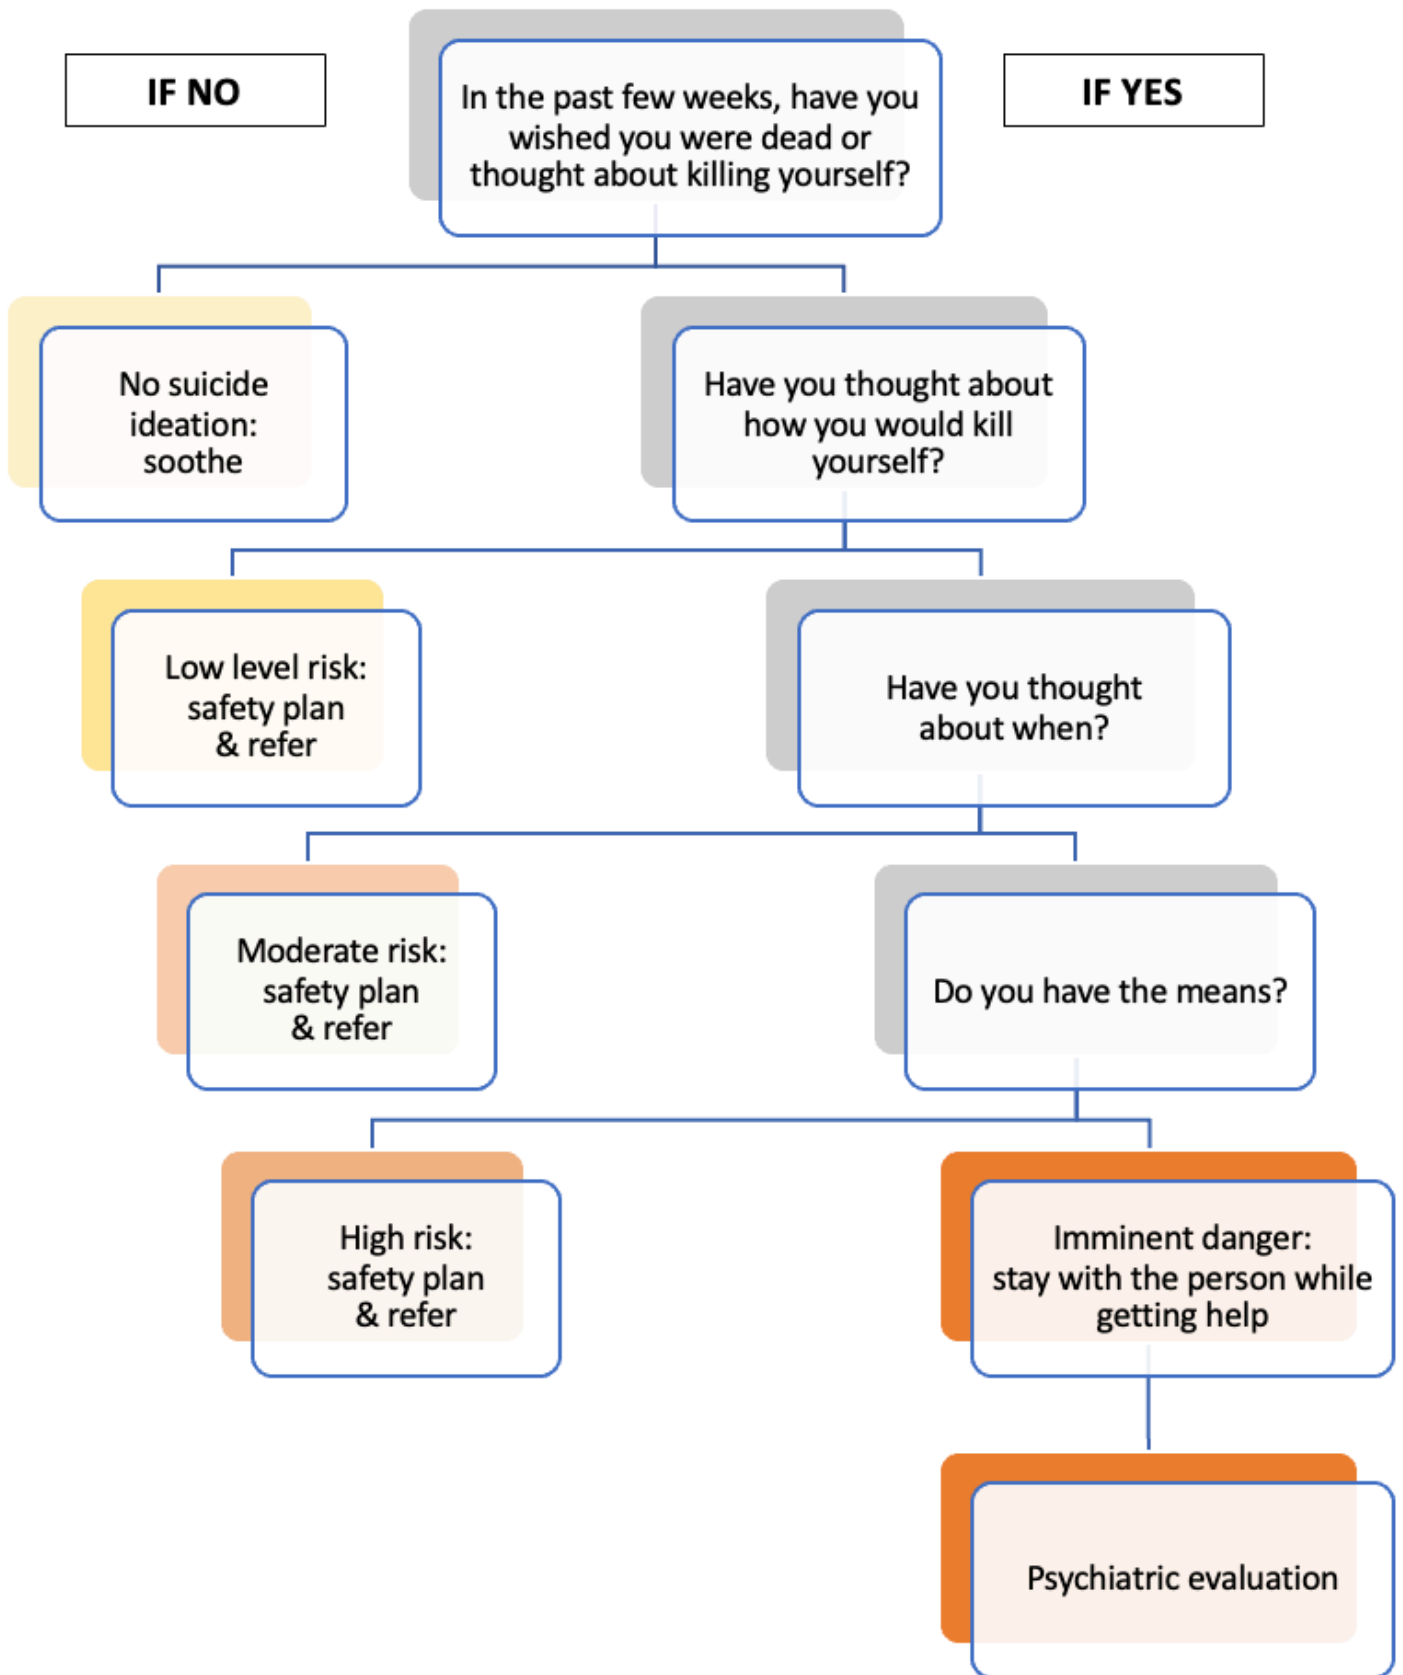 IF NO
IF YES
In the past few weeks, have you
wished you were dead or
thought about killing yourself?
No suicide
ideation:
soothe
Have you thought about
how you would kill
yourself?
Low level risk:
safety plan
& refer
Have you thought
about when?
Moderate risk:
safety plan
& refer
Do you have the means?
High risk:
safety plan
& refer
Imminent danger:
stay with the person while
getting help
Psychiatric evaluation